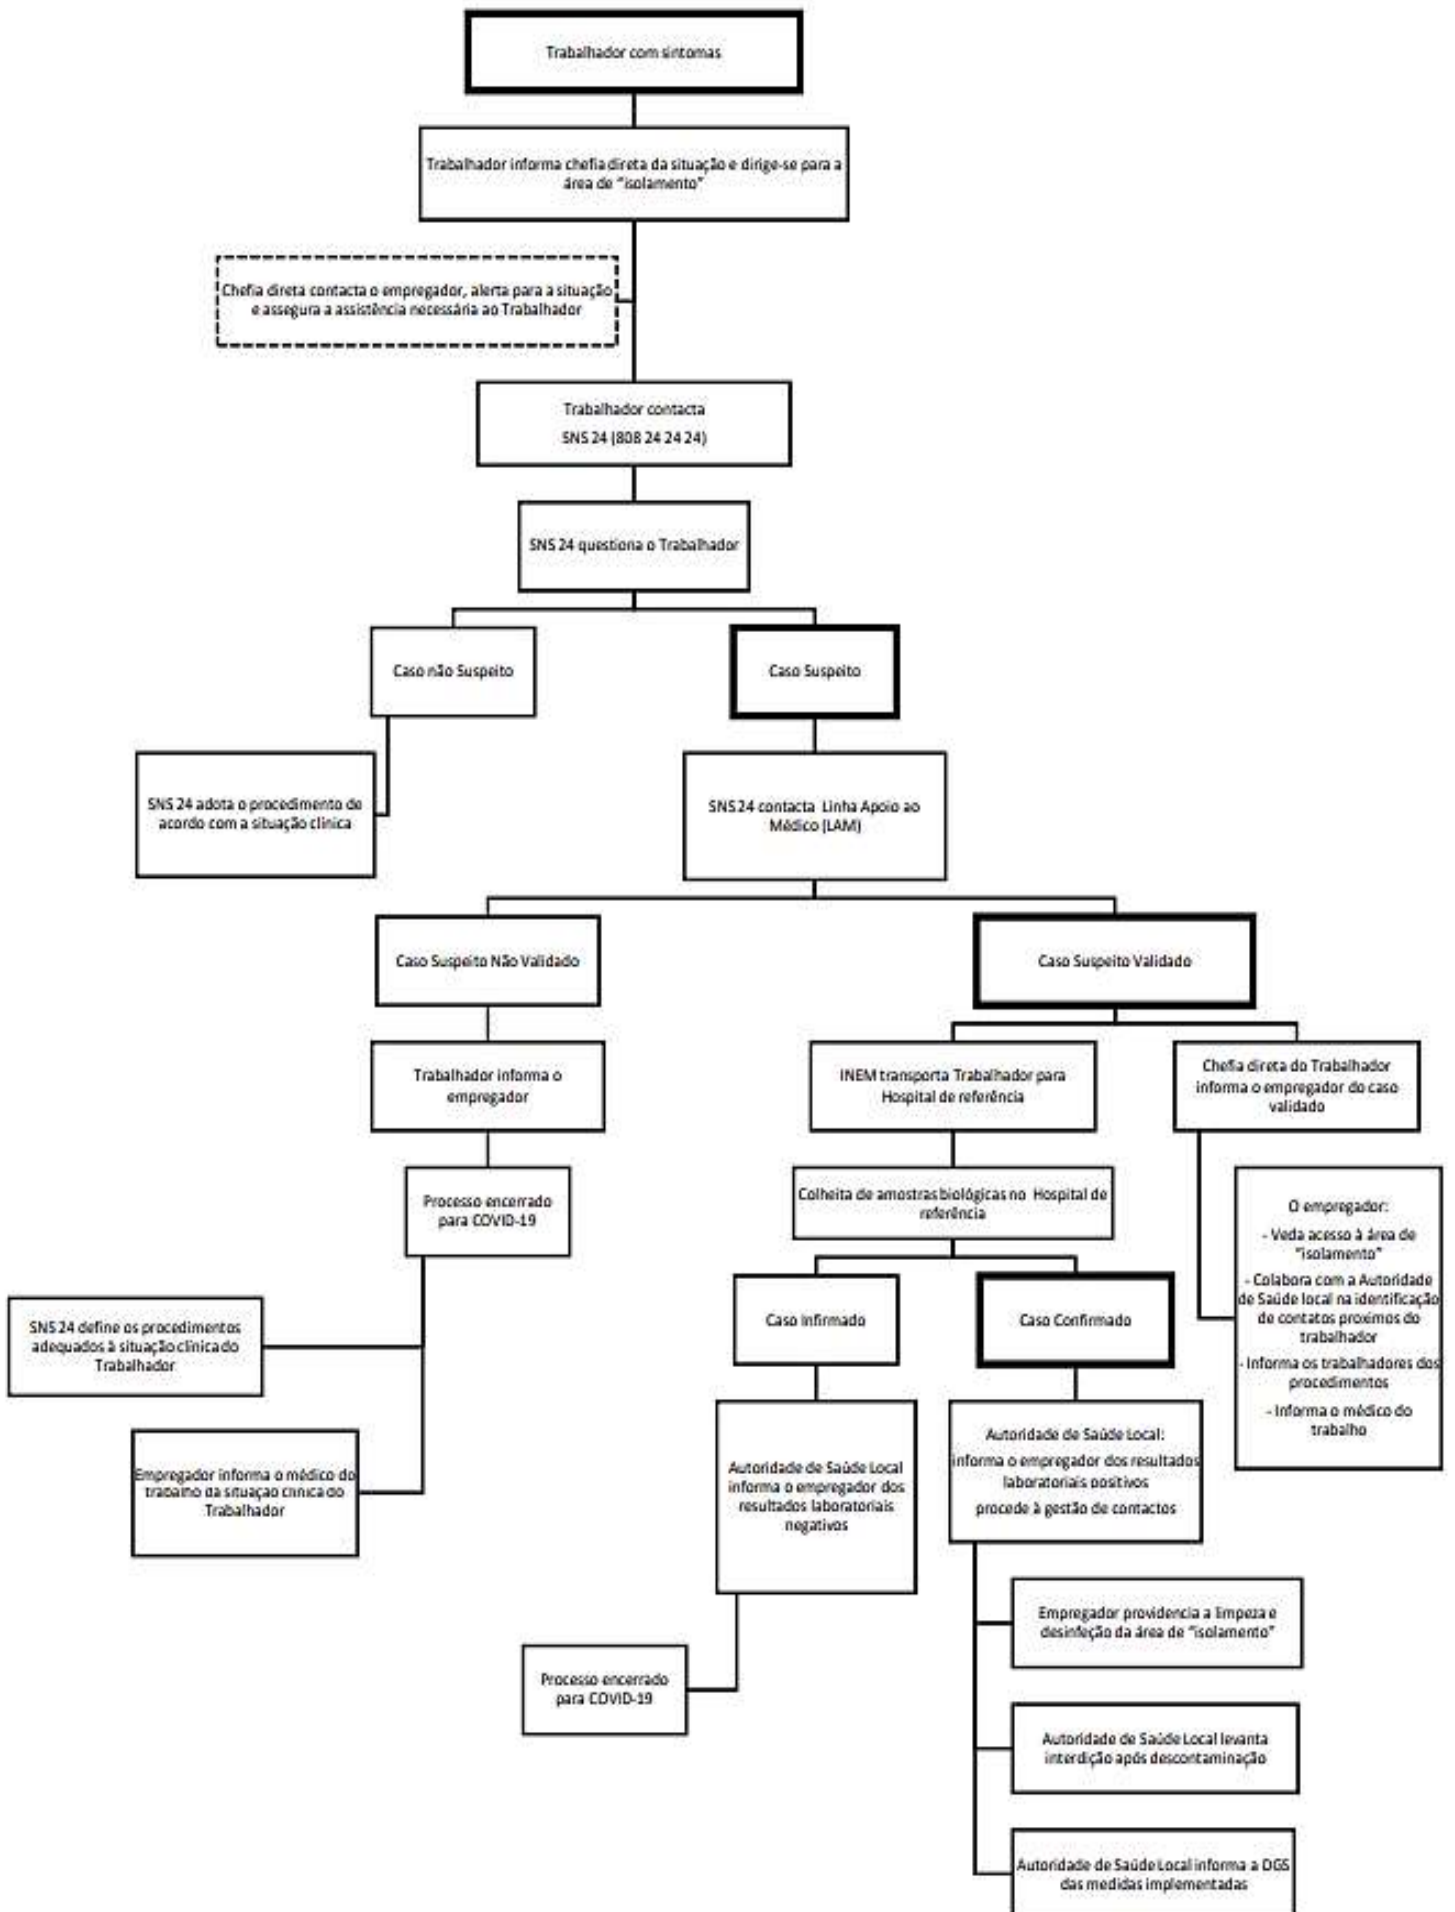 Trabalhador com sintomas
Trabalhador informa chefia direta da situação e dirige-se para a
área de "isolamento"
Chefia direta contacta o empregador, alerta para a situação
e assegura a assistência necessária ao Trabalhador
Trabalhador contacta
SNS 24 (808 24 24 24)
SNS 24 questiona o Trabalhador
Caso não Suspeito
Caso Suspeito
SNS 24 adota o procedimento de
acordo com a situação clínica
SNS 24 contacta Linha Apoio ao
Médico (LAM)
Caso Suspeito Não Validado
Caso Suspeito Validado
Trabalhador informa o
empregador
INEM transporta Trabalhador para
Hospital de referência
Chefia direta do Trabalhador
informa o empregador do caso
validado
Processo encerrado
para COVID-19
Colheita de amostras biológicas no Hospital de
referência
O empregador:
- Veda acesso à área de
"isolamento"
- Colabora com a Autoridade
de Saúde local na identificação
de contatos proximos do
trabalhador
- Informa os trabalhadores dos
procedimentos
- Informa o médico do
trabalho
SNS 24 define os procedimentos
adequados à situação clínica do
Trabalhador
Caso Infirmado
Caso Confirmado
Empregador informa o médico do
trabalho da situação clínica do
Trabalhador
Autoridade de Saúde Local
informa o empregador dos
resultados laboratoriais
negativos
Autoridade de Saúde Local:
informa o empregador dos resultados
laboratoriais positivos
procede à gestão de contactos
Processo encerrado
para COVID-19
Empregador providencia a limpeza e
desinfeção da área de "isolamento"
Autoridade de Saúde Local levanta
interdição após descontaminação
Autoridade de Saúde Local informa a DGS
das medidas implementadas